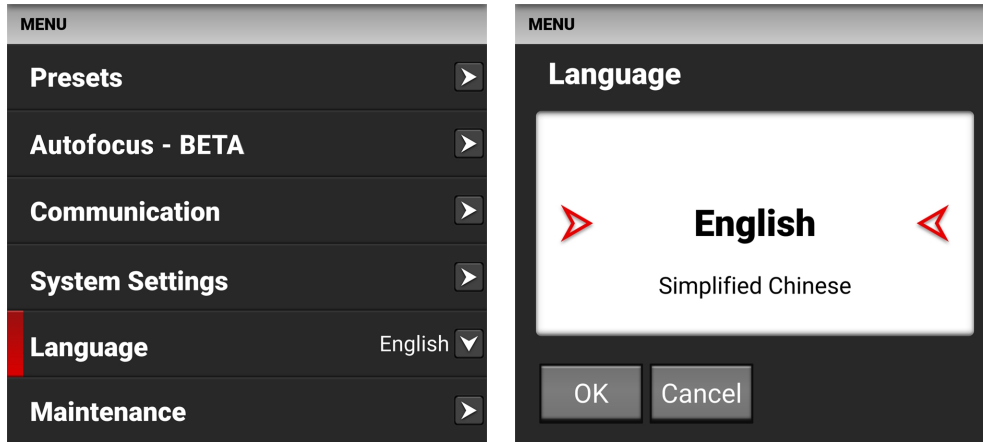 MENU
Presets
Autofocus - BETA
Communication
System Settings
Language English
Maintenance
MENU
Language
English
Simplified Chinese
OK Cancel